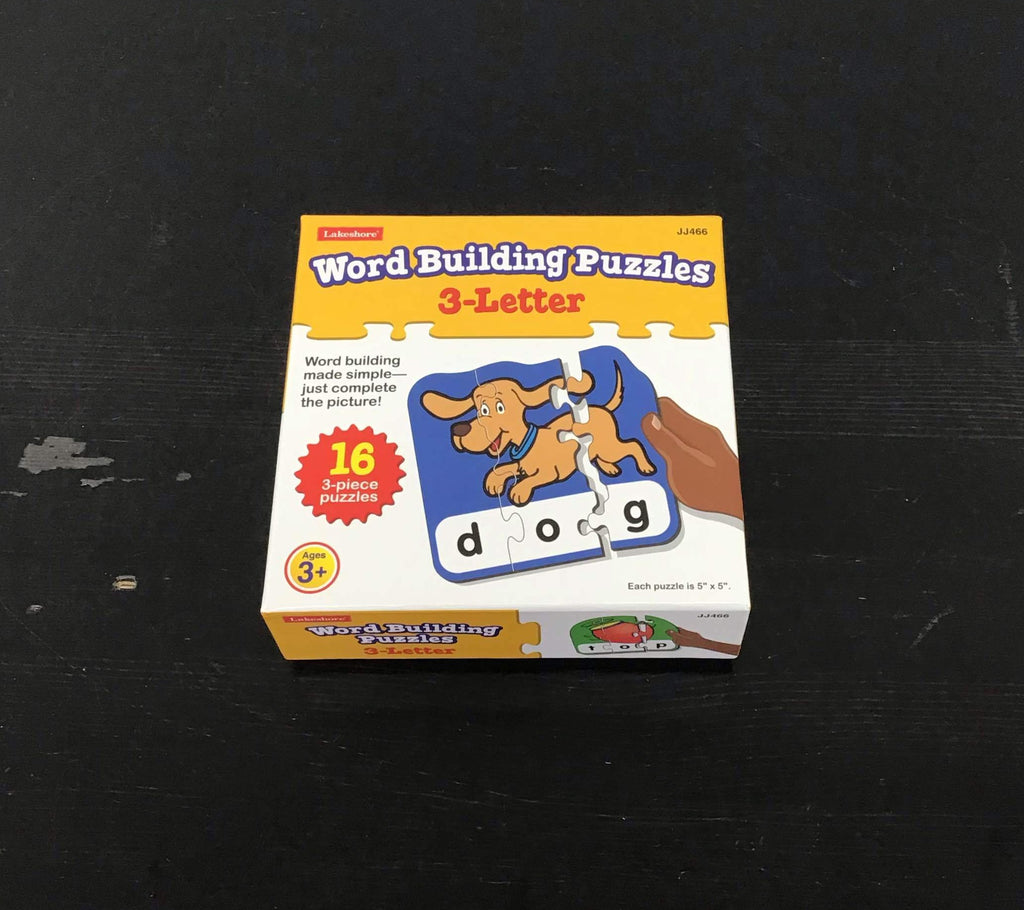 Lakeshore
JJ466
Word Building Puzzles
3-Letter
Word building
made simple—
just complete
the picture!
16
3-piece
puzzles
d o g
Ages
3+
Each puzzle is 5" x 5".
Lakeshore
JJ466
Word Building
Puzzles
3-Letter
t o p